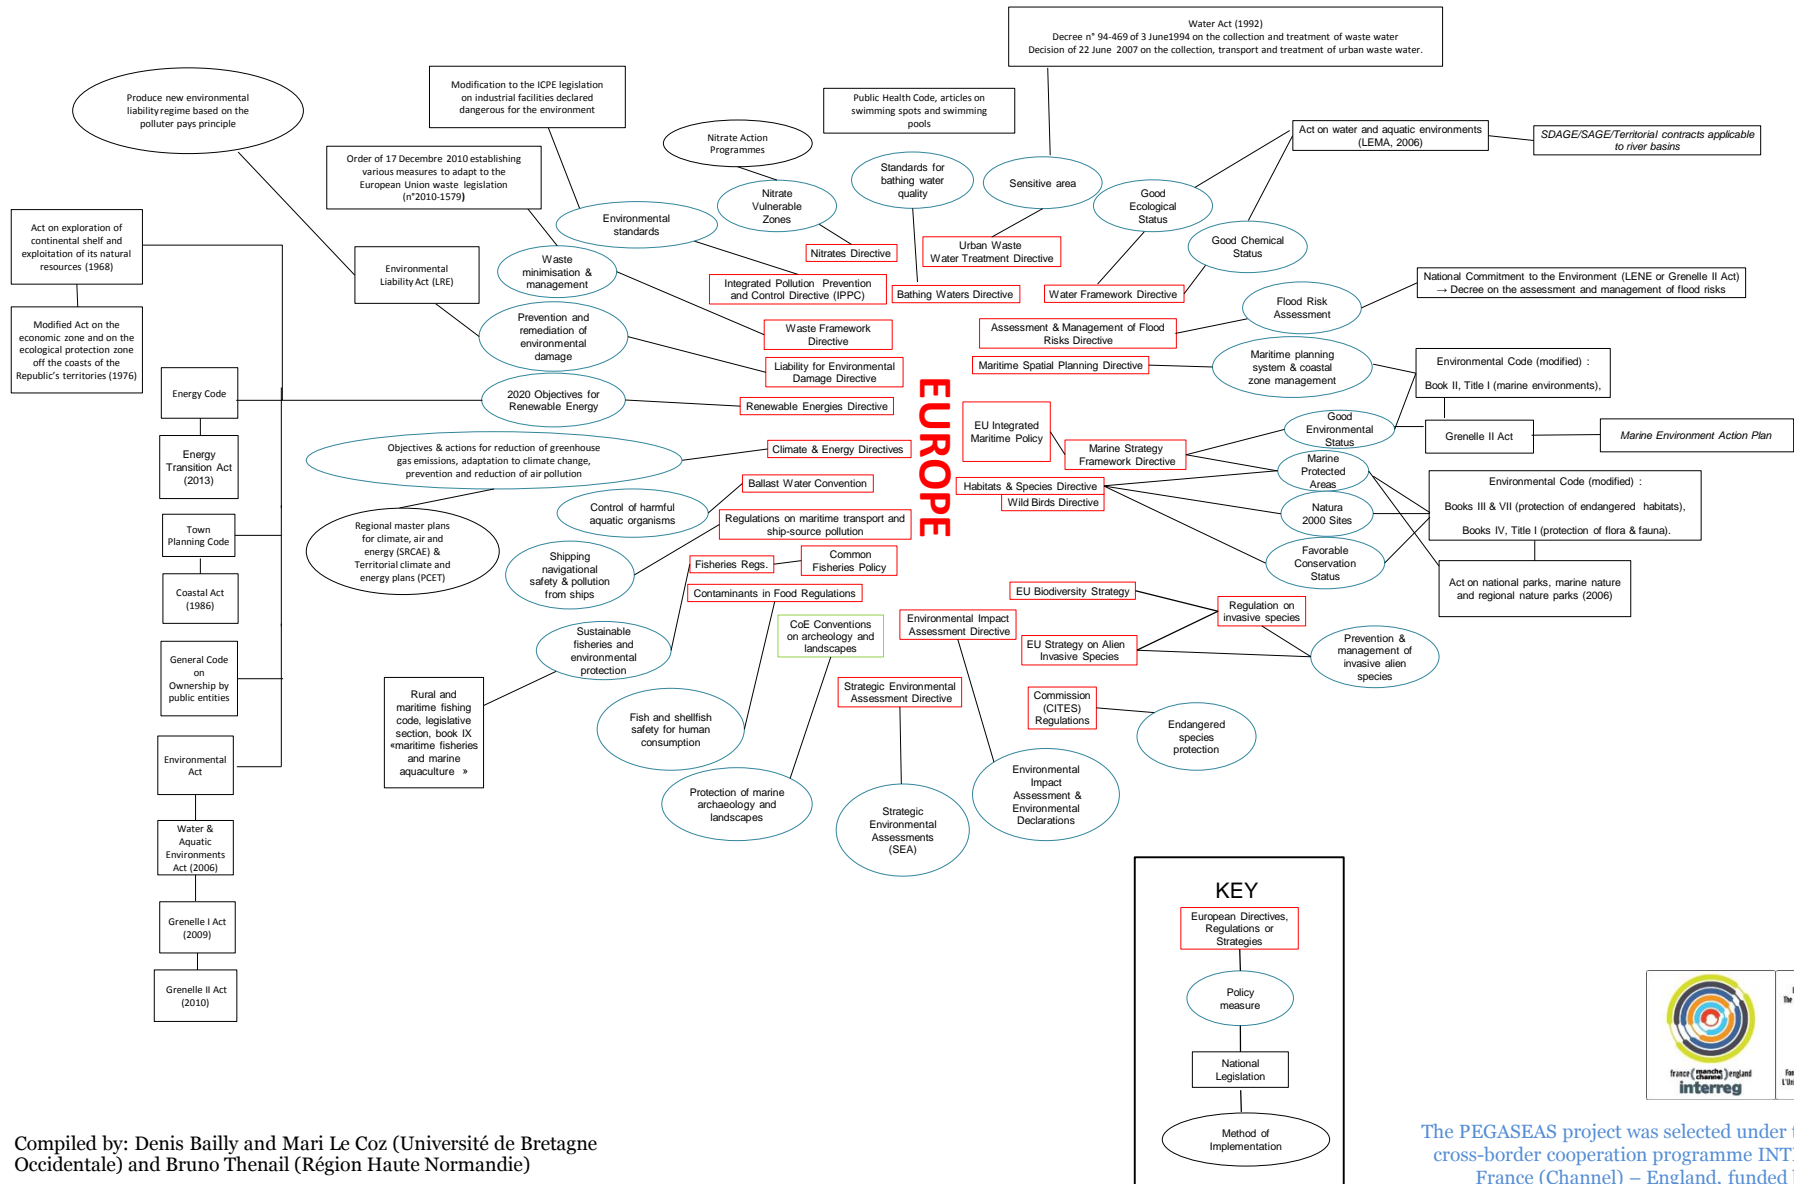 Water Act (1992)
Decree n° 94-469 of 3 June1994 on the collection and treatment of waste water
Decision of 22 June 2007 on the collection, transport and treatment of urban waste water.
Produce new environmental
liability regime based on the
polluter pays principle
Modification to the ICPE legislation
on industrial facilities declared
dangerous for the environment
Public Health Code, articles on
swimming spots and swimming
pools
Nitrate Action
Programmes
Act on water and aquatic environments
(LEMA, 2006)
SDAGE/SAGE/Territorial contracts applicable
to river basins
Order of 17 Decembre 2010 establishing
various measures to adapt to the
European Union waste legislation
(n°2010-1579)
Standards for
bathing water
quality
Sensitive area
Nitrate
Vulnerable
Zones
Good
Ecological
Status
Environmental
standards
Good Chemical
Status
Act on exploration of
continental shelf and
exploitation of its natural
resources (1968)
Environmental
Liability Act (LRE)
Waste
minimisation &
management
Nitrates Directive
Urban Waste
Water Treatment Directive
Integrated Pollution Prevention
and Control Directive (IPPC)
Bathing Waters Directive
Water Framework Directive
National Commitment to the Environment (LENE or Grenelle II Act)
→ Decree on the assessment and management of flood risks
Flood Risk
Assessment
Modified Act on the
economic zone and on the
ecological protection zone
off the coasts of the
Republic's territories (1976)
Prevention and
remediation of
environmental
damage
Waste Framework
Directive
Assessment & Management of Flood
Risks Directive
Liability for Environmental
Damage Directive
Maritime Spatial Planning Directive
Maritime planning
system & coastal
zone management
Environmental Code (modified) :
Book II, Title I (marine environments),
Energy Code
2020 Objectives for
Renewable Energy
Renewable Energies Directive
EUROPE
EU Integrated
Maritime Policy
Good
Environmental
Status
Grenelle II Act
Marine Environment Action Plan
Energy
Transition Act
(2013)
Objectives & actions for reduction of greenhouse
gas emissions, adaptation to climate change,
prevention and reduction of air pollution
Climate & Energy Directives
Marine Strategy
Framework Directive
Marine
Protected
Areas
Ballast Water Convention
Habitats & Species Directive
Wild Birds Directive
Environmental Code (modified) :
Books III & VII (protection of endangered habitats),
Books IV, Title I (protection of flora & fauna).
Control of harmful
aquatic organisms
Natura
2000 Sites
Town
Planning Code
Regional master plans
for climate, air and
energy (SRCAE) &
Territorial climate and
energy plans (PCET)
Regulations on maritime transport and
ship-source pollution
Favorable
Conservation
Status
Shipping
navigational
safety & pollution
from ships
Fisheries Regs.
Common
Fisheries Policy
Act on national parks, marine nature
and regional nature parks (2006)
Coastal Act
(1986)
Contaminants in Food Regulations
EU Biodiversity Strategy
Regulation on
invasive species
CoE Conventions
on archeology and
landscapes
Environmental Impact
Assessment Directive
Sustainable
fisheries and
environmental
protection
EU Strategy on Alien
Invasive Species
Prevention &
management of
invasive alien
species
General Code
on
Ownership by
public entities
Rural and
maritime fishing
code, legislative
section, book IX
«maritime fisheries
and marine
aquaculture »
Strategic Environmental
Assessment Directive
Commission
(CITES)
Regulations
Fish and shellfish
safety for human
consumption
Endangered
species
protection
Environmental
Act
Protection of marine
archaeology and
landscapes
Environmental
Impact
Assessment &
Environmental
Declarations
Strategic
Environmental
Assessments
(SEA)
Water &
Aquatic
Environments
Act (2006)
Grenelle I Act
(2009)
Grenelle II Act
(2010)
KEY
European Directives,
Regulations or
Strategies
Policy
measure
National
Legislation
Method of
Implementation
france ( manche channel ) england
interreg
The
L'Uni
Compiled by: Denis Bailly and Mari Le Coz (Université de Bretagne
Occidentale) and Bruno Thenail (Région Haute Normandie)
The PEGASEAS project was selected under t
cross-border cooperation programme INT
France (Channel) – England, funded